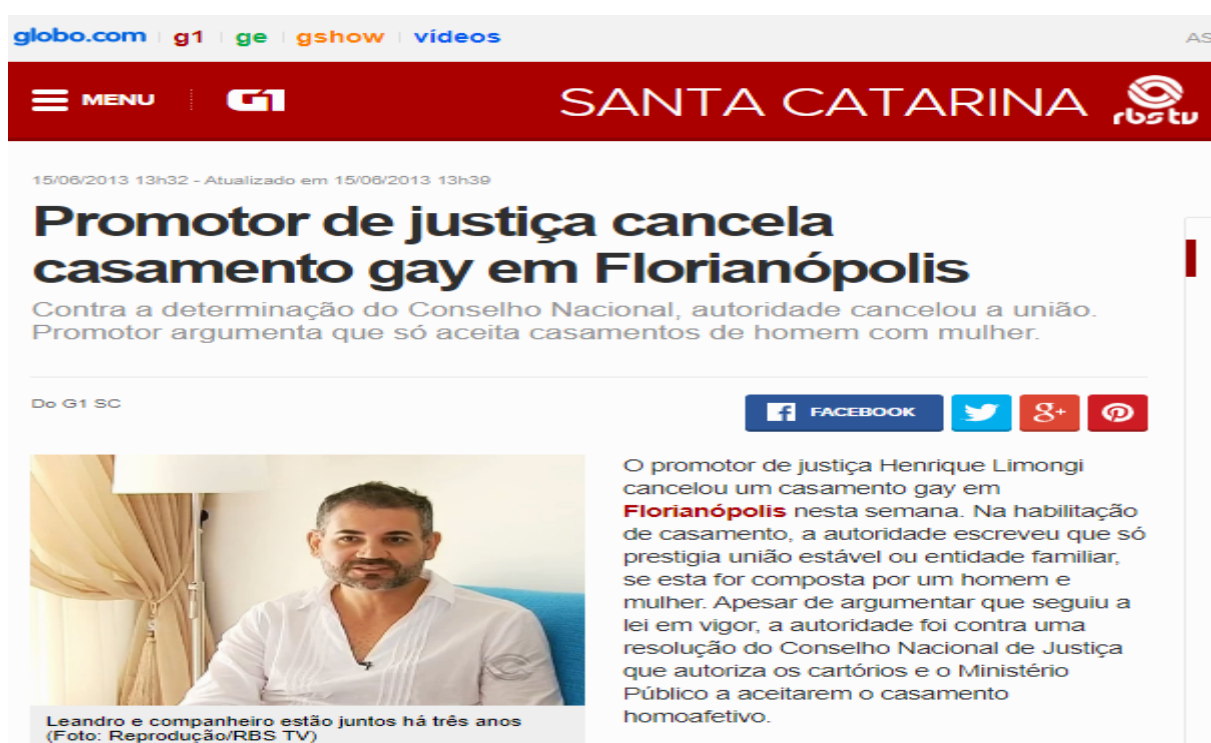 globo.com g1 ge gshow vídeos AS
MENU G1 SANTA CATARINA rbs tv
15/06/2013 13h32 - Atualizado em 15/06/2013 13h39
Promotor de justiça cancela
casamento gay em Florianópolis
Contra a determinação do Conselho Nacional, autoridade cancelou a união.
Promotor argumenta que só aceita casamentos de homem com mulher.
Do G1 SC
FACEBOOK
g+
O promotor de justiça Henrique Limongi
cancelou um casamento gay em
Florianópolis nesta semana. Na habilitação
de casamento, a autoridade escreveu que só
prestigia união estável ou entidade familiar,
se esta for composta por um homem e
mulher. Apesar de argumentar que seguiu a
lei em vigor, a autoridade foi contra uma
resolução do Conselho Nacional de Justiça
que autoriza os cartórios e o Ministério
Público a aceitarem o casamento
homoafetivo.
Leandro e companheiro estão juntos há três anos
(Foto: Reprodução/RBS TV)